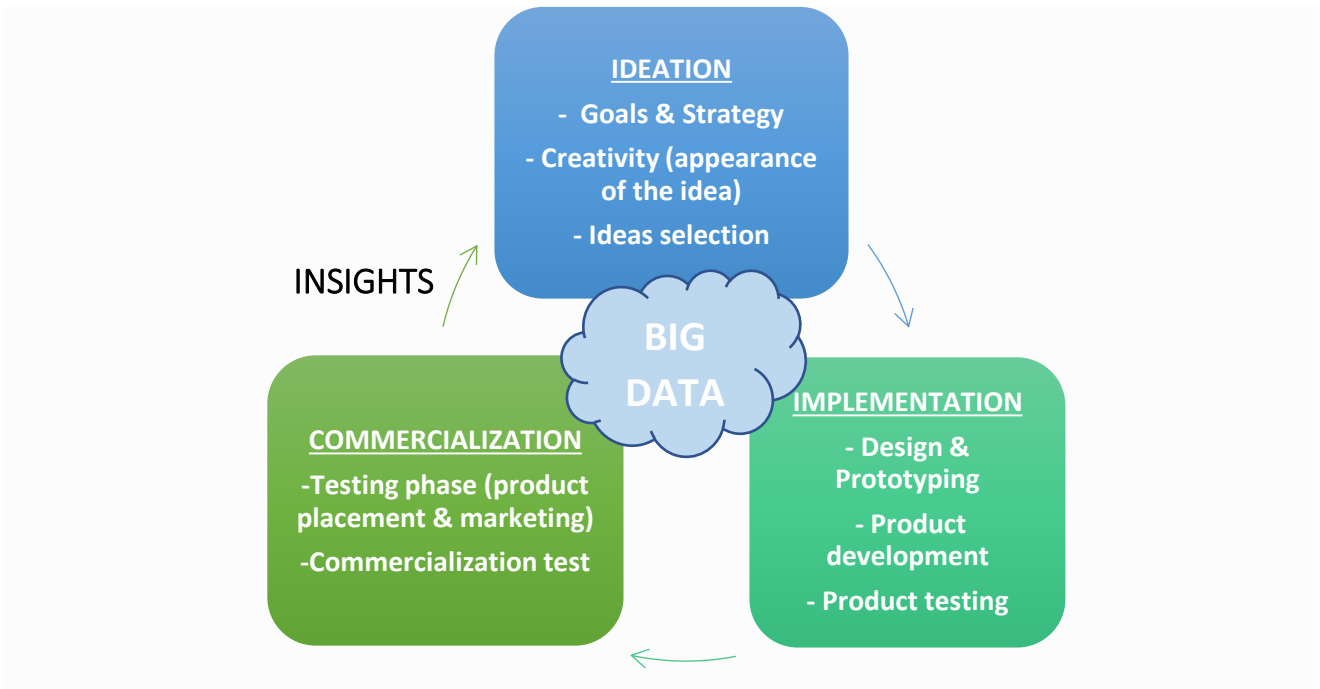 IDEATION
- Goals & Strategy
- Creativity (appearance
of the idea)
- Ideas selection
INSIGHTS
BIG
DATA
COMMERCIALIZATION
-Testing phase (product
placement & marketing)
-Commercialization test
IMPLEMENTATION
- Design &
Prototyping
- Product
development
- Product testing